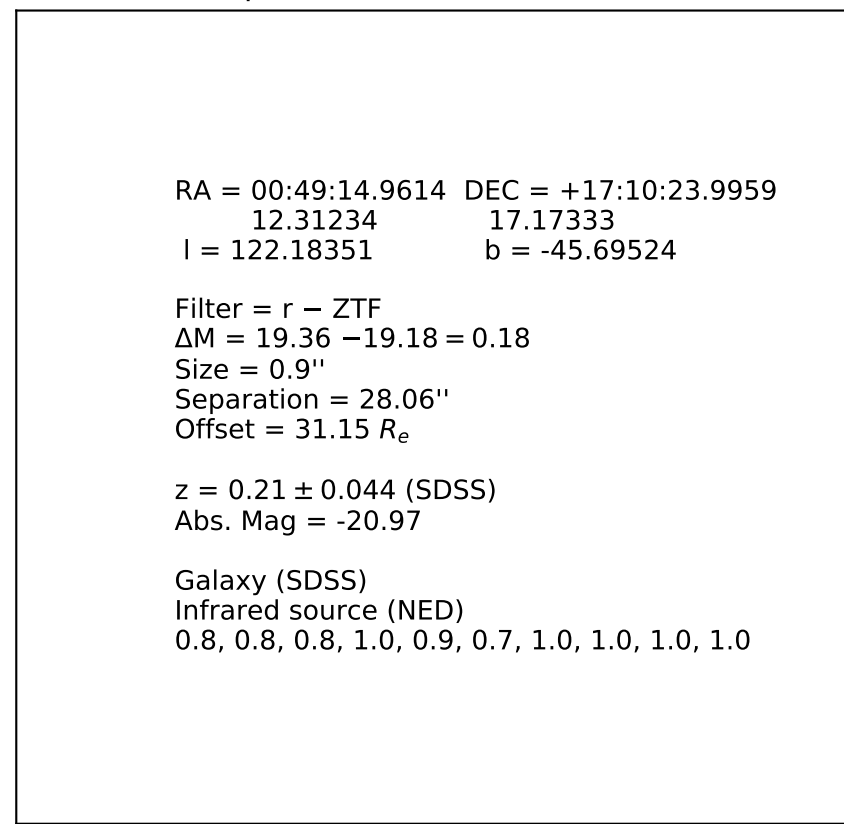 RA = 00:49:14.9614 DEC = +17:10:23.9959
12.31234 17.17333
l = 122.18351 b = -45.69524
Filter = r − ZTF
ΔM = 19.36 −19.18 = 0.18
Size = 0.9''
Separation = 28.06''
Offset = 31.15 Rₑ
z = 0.21 ± 0.044 (SDSS)
Abs. Mag = -20.97
Galaxy (SDSS)
Infrared source (NED)
0.8, 0.8, 0.8, 1.0, 0.9, 0.7, 1.0, 1.0, 1.0, 1.0